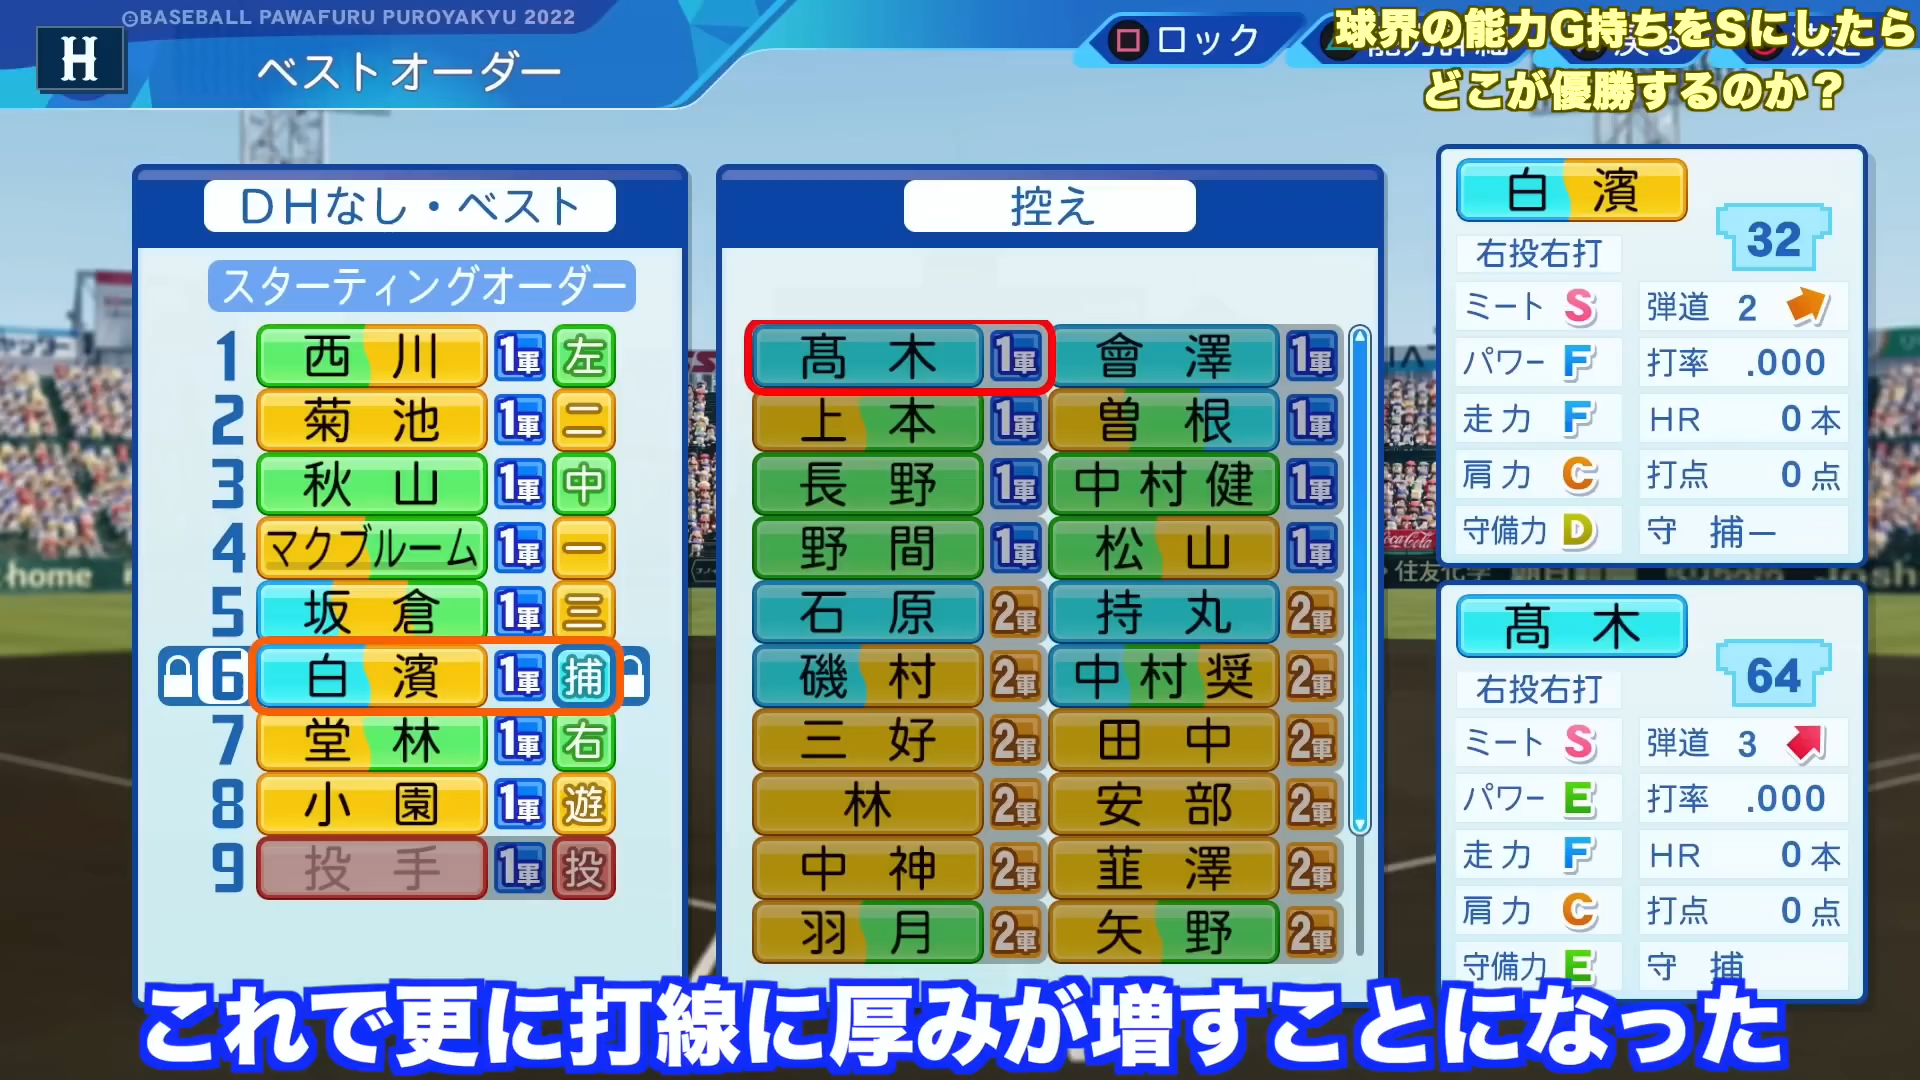 eBASEBALL PAWAFURU PUROYAKYU 2022
H
ベストオーダー
ロック
球界の能力G持ちをSにしたら
どこが優勝するのか？
DHなし・ベスト
スターティングオーダー
1 西川 1軍 左
2 菊池 1軍 二
3 秋山 1軍 中
4 マクブルーム 1軍 一
5 坂倉 1軍 三
6 白濱 1軍 捕
7 堂林 1軍 右
8 小園 1軍 遊
9 投手 1軍 投
控え
髙木 1軍 會澤 1軍
上本 1軍 曽根 1軍
長野 1軍 中村健 1軍
野間 1軍 松山 1軍
石原 2軍 持丸 2軍
磯村 2軍 中村奨 2軍
三好 2軍 田中 2軍
林 2軍 安部 2軍
中神 2軍 韮澤 2軍
羽月 2軍 矢野 2軍
白濱
32
右投右打
ミート S 弾道 2
パワー F 打率 .000
走力 F HR 0本
肩力 C 打点 0点
守備力 D 守 捕一
髙木
64
右投右打
ミート S 弾道 3
パワー E 打率 .000
走力 F HR 0本
肩力 C 打点 0点
守備力 E 守 捕
home
Coca-Cola
住友化学
これで更に打線に厚みが増すことになった